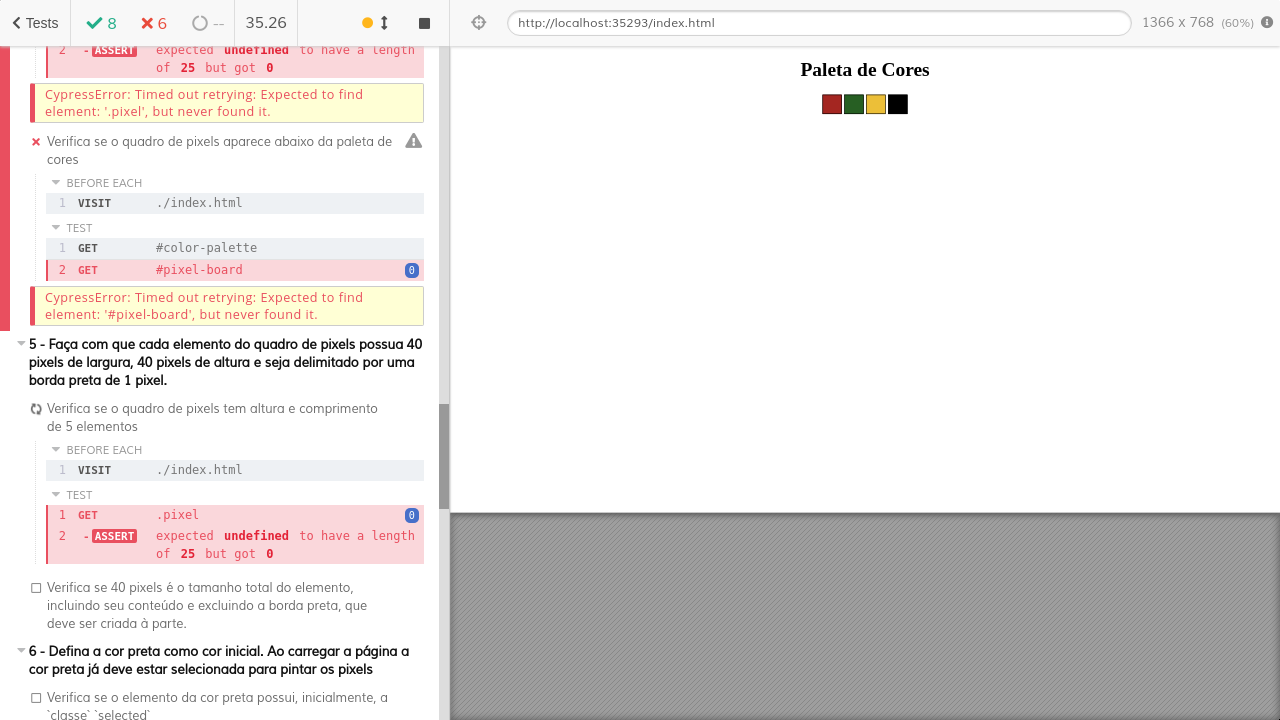 Tests 8 6 -- 35.26
http://localhost:35293/index.html 1366 x 768 (60%)
2 -ASSERT expected undefined to have a length
of 25 but got 0
CypressError: Timed out retrying: Expected to find
element: '.pixel', but never found it.
Verifica se o quadro de pixels aparece abaixo da paleta de
cores
BEFORE EACH
1 VISIT ./index.html
TEST
1 GET #color-palette
2 GET #pixel-board 0
CypressError: Timed out retrying: Expected to find
element: '#pixel-board', but never found it.
5 - Faça com que cada elemento do quadro de pixels possua 40
pixels de largura, 40 pixels de altura e seja delimitado por uma
borda preta de 1 pixel.
Verifica se o quadro de pixels tem altura e comprimento
de 5 elementos
BEFORE EACH
1 VISIT ./index.html
TEST
1 GET .pixel 0
2 -ASSERT expected undefined to have a length
of 25 but got 0
Verifica se 40 pixels é o tamanho total do elemento,
incluindo seu conteúdo e excluindo a borda preta, que
deve ser criada à parte.
6 - Defina a cor preta como cor inicial. Ao carregar a página a
cor preta já deve estar selecionada para pintar os pixels
Verifica se o elemento da cor preta possui, inicialmente, a
`classe` `selected`
Paleta de Cores